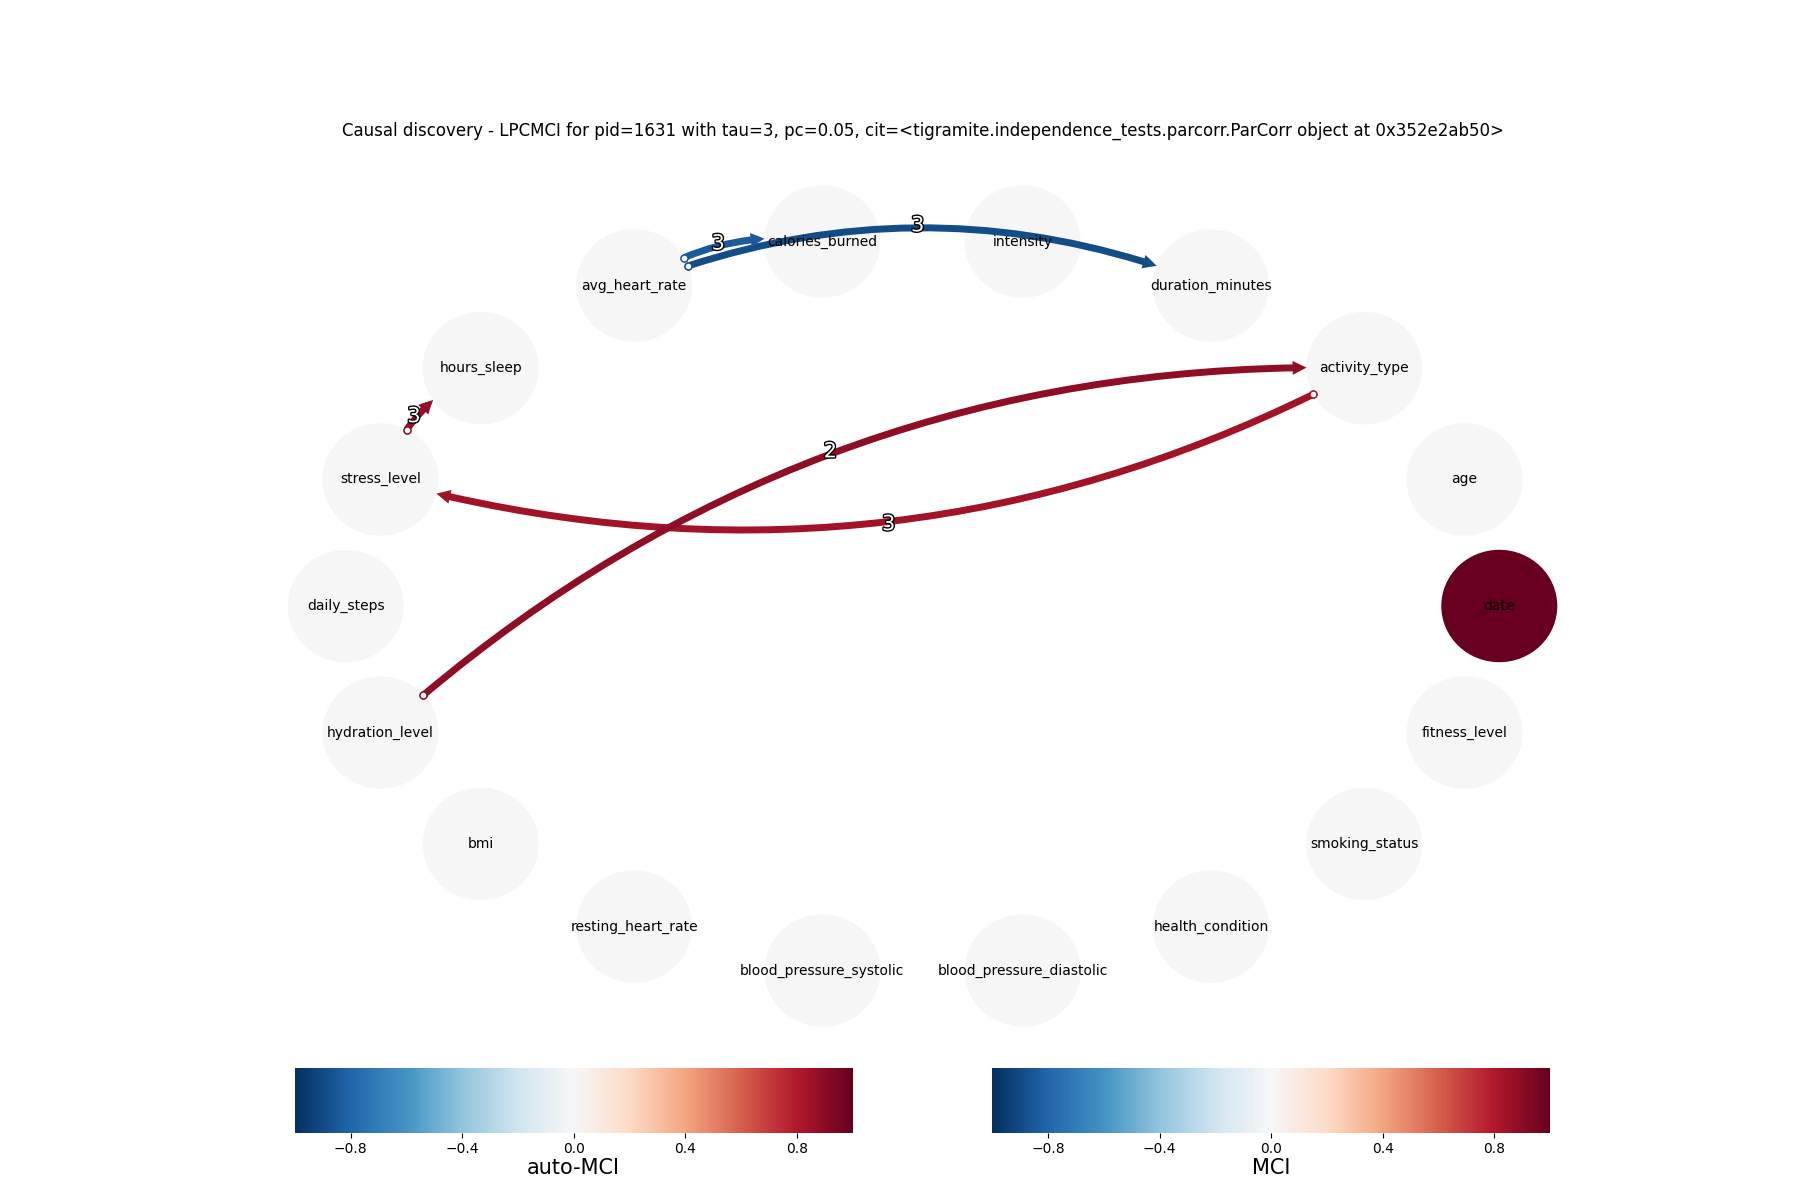 Causal discovery - LPCMCI for pid=1631 with tau=3, pc=0.05, cit=<tigramite.independence_tests.parcorr.ParCorr object at 0x352e2ab50>
3
3
calories_burned
intensity
avg_heart_rate
duration_minutes
hours_sleep
activity_type
3
2
stress_level
age
3
daily_steps
date
hydration_level
fitness_level
bmi
smoking_status
resting_heart_rate
health_condition
blood_pressure_systolic
blood_pressure_diastolic
−0.8 −0.4 0.0 0.4 0.8
auto-MCI
−0.8 −0.4 0.0 0.4 0.8
MCI